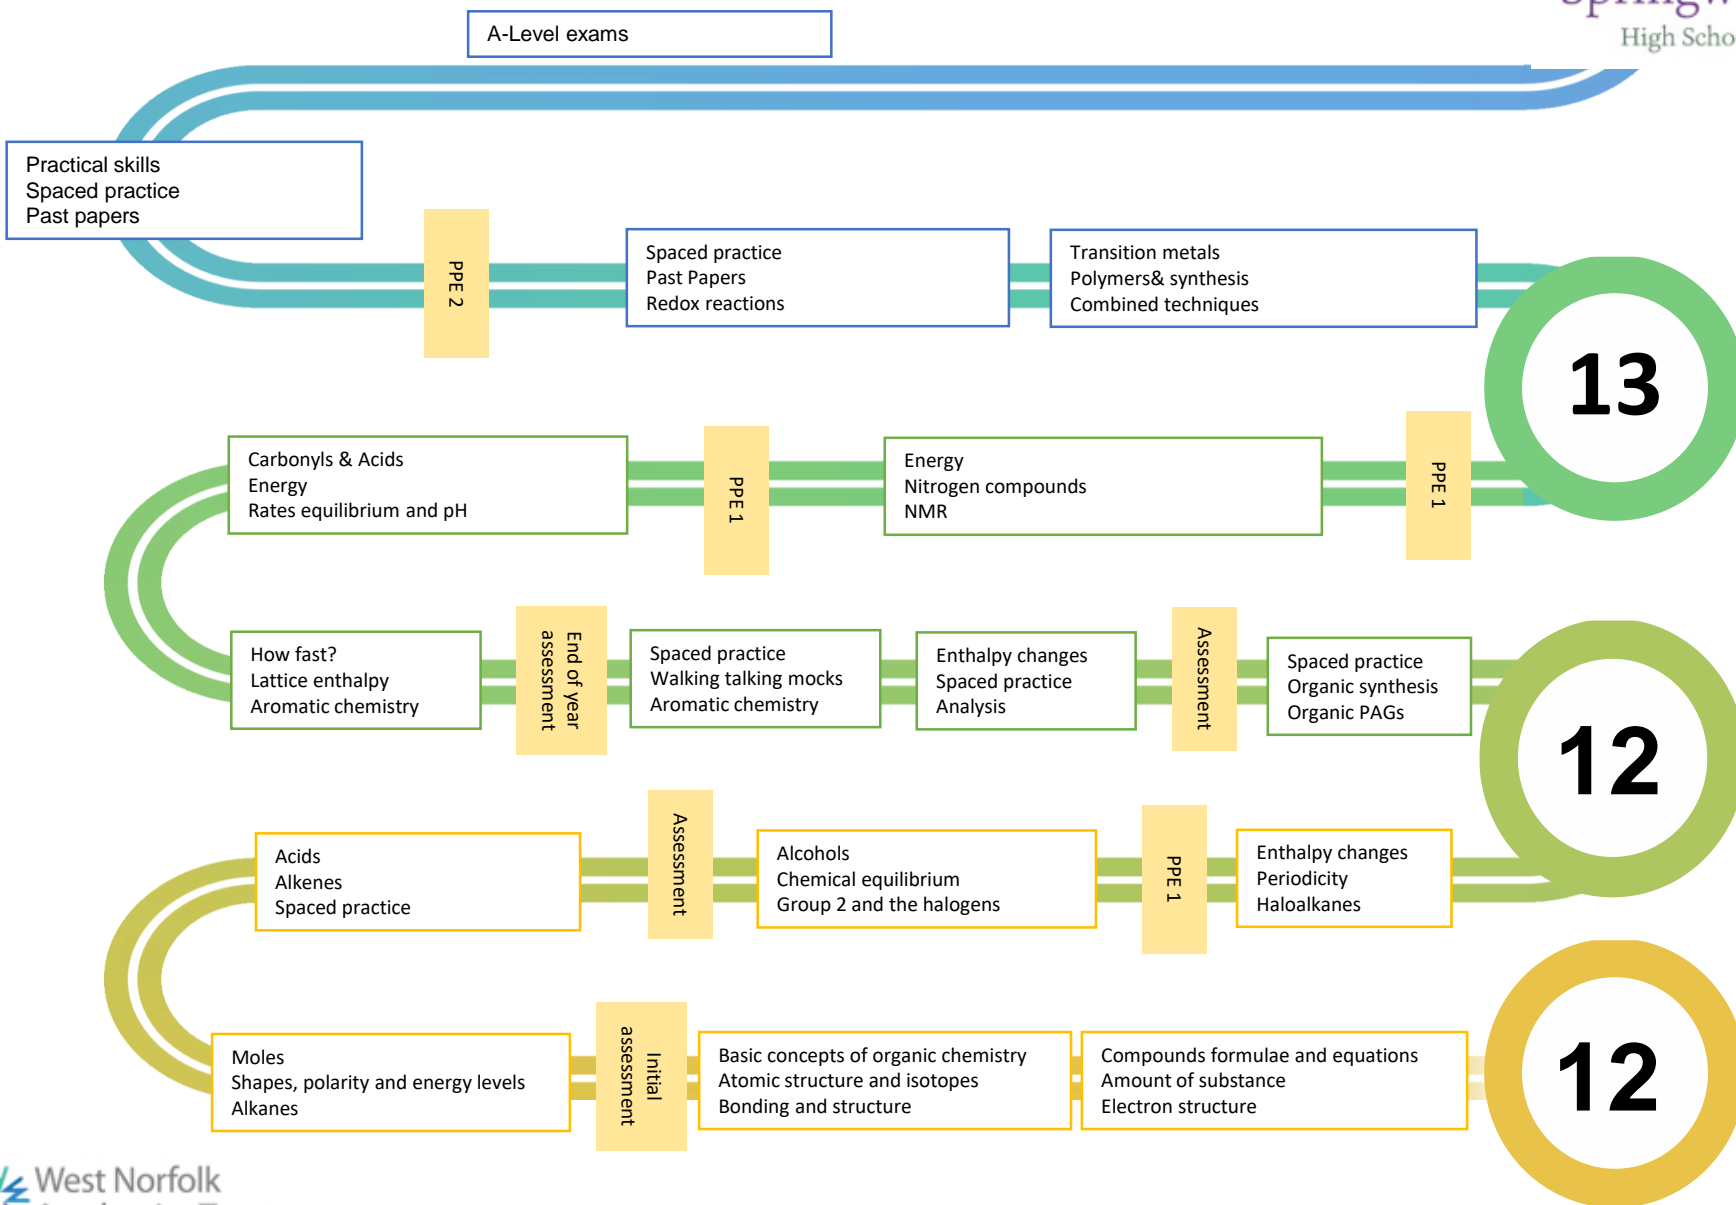 Springw
High Scho
A-Level exams
Practical skills
Spaced practice
Past papers
PPE 2
Spaced practice
Past Papers
Redox reactions
Transition metals
Polymers& synthesis
Combined techniques
13
Carbonyls & Acids
Energy
Rates equilibrium and pH
PPE 1
Energy
Nitrogen compounds
NMR
PPE 1
How fast?
Lattice enthalpy
Aromatic chemistry
End of year
assessment
Spaced practice
Walking talking mocks
Aromatic chemistry
Enthalpy changes
Spaced practice
Analysis
Assessment
Spaced practice
Organic synthesis
Organic PAGs
12
Acids
Alkenes
Spaced practice
Assessment
Alcohols
Chemical equilibrium
Group 2 and the halogens
PPE 1
Enthalpy changes
Periodicity
Haloalkanes
Moles
Shapes, polarity and energy levels
Alkanes
Initial
assessment
Basic concepts of organic chemistry
Atomic structure and isotopes
Bonding and structure
Compounds formulae and equations
Amount of substance
Electron structure
12
West Norfolk